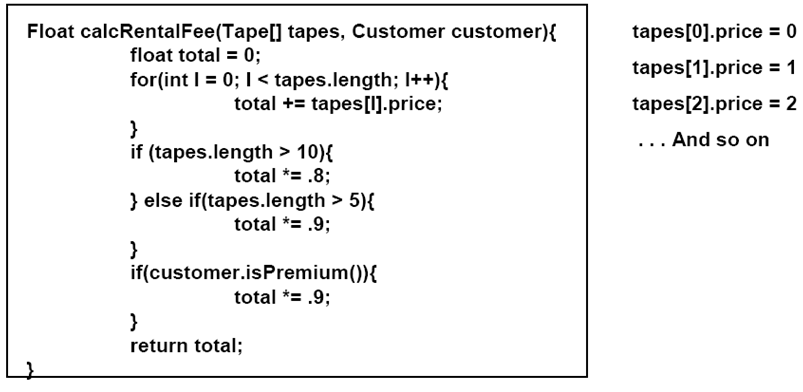 Float calcRentalFee(Tape[] tapes, Customer customer){
float total = 0;
for(int I = 0; I < tapes.length; I++){
total += tapes[I].price;
}
if (tapes.length > 10){
total *= .8;
} else if(tapes.length > 5){
total *= .9;
}
if(customer.isPremium()){
total *= .9;
}
return total;
}
tapes[0].price = 0
tapes[1].price = 1
tapes[2].price = 2
. . . And so on